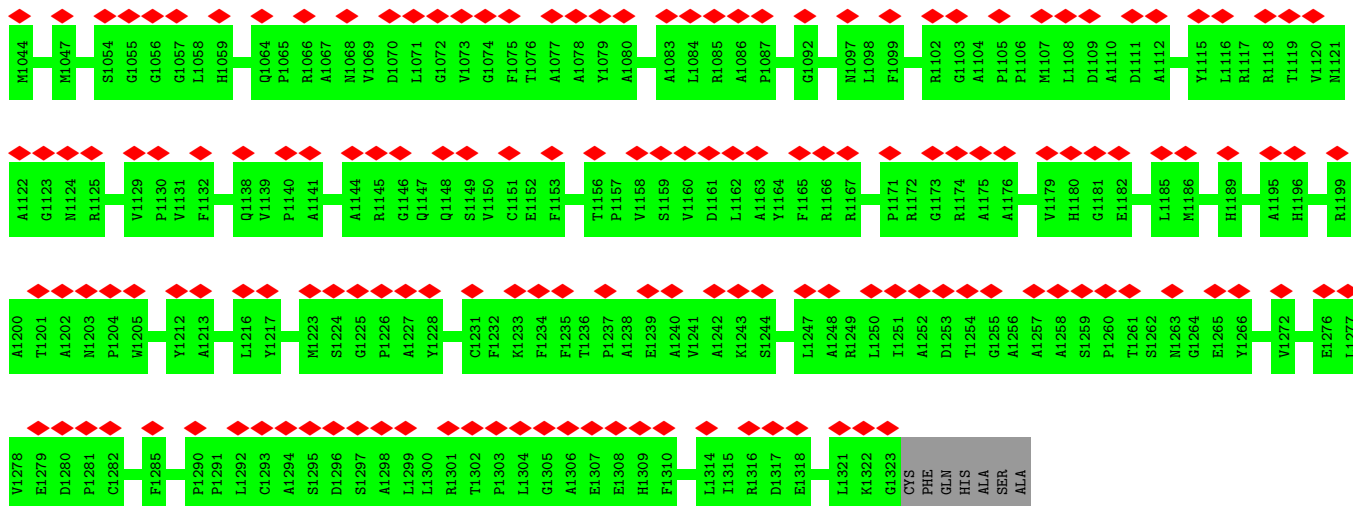 M1044 M1047 S1054 G1055 G1056 G1057 L1058 H1059 Q1064 P1065 R1066 A1067 N1068 V1069 D1070 L1071 G1072 V1073 G1074 F1075 T1076 A1077 A1078 Y1079 A1080 A1083 L1084 R1085 A1086 P1087 G1092 N1097 L1098 F1099 R1102 G1103 A1104 P1105 P1106 M1107 L1108 D1109 A1110 D1111 A1112 Y1115 L1116 R1117 R1118 T1119 V1120 N1121
A1122 G1123 N1124 R1125 V1129 P1130 V1131 F1132 Q1138 V1139 P1140 A1141 A1144 R1145 G1146 Q1147 Q1148 S1149 V1150 C1151 E1152 F1153 T1156 P1157 V1158 S1159 V1160 D1161 L1162 A1163 Y1164 F1165 R1166 R1167 P1171 R1172 G1173 R1174 A1175 A1176 V1179 H1180 G1181 E1182 L1185 M1186 H1189 A1195 H1196 R1199
A1200 T1201 A1202 N1203 P1204 W1205 Y1212 A1213 L1216 Y1217 M1223 S1224 G1225 P1226 A1227 Y1228 C1231 F1232 K1233 F1234 F1235 T1236 P1237 A1238 E1239 A1240 V1241 A1242 K1243 S1244 L1247 A1248 R1249 L1250 I1251 A1252 D1253 T1254 G1255 A1256 A1257 A1258 S1259 P1260 T1261 S1262 N1263 G1264 E1265 Y1266 V1272 E1276 L1277
V1278 E1279 D1280 P1281 C1282 F1285 P1290 P1291 L1292 C1293 A1294 S1295 D1296 S1297 A1298 L1299 L1300 R1301 T1302 P1303 L1304 G1305 A1306 E1307 E1308 H1309 F1310 L1314 I1315 R1316 D1317 E1318 L1321 K1322 G1323 CYS PHE GLN HIS ALA SER ALA